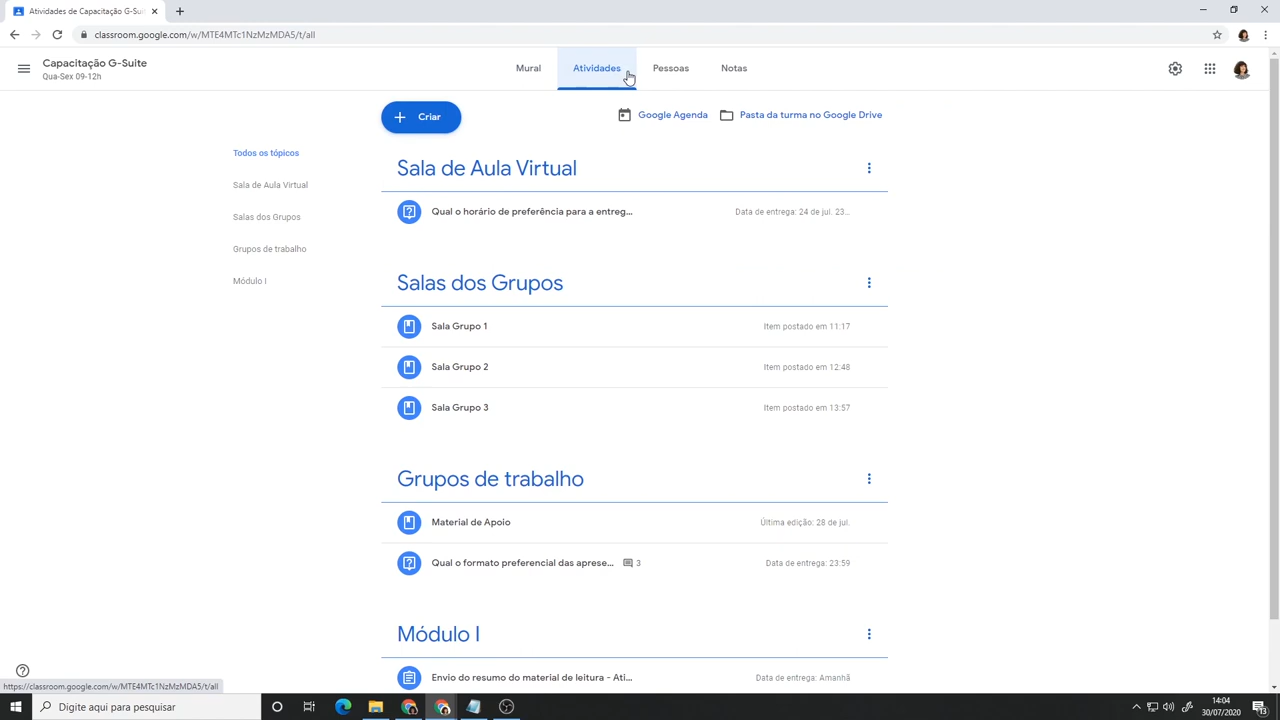 Atividades de Capacitação G-Suit
classroom.google.com/w/MTE4MTc1NzMzMDA5/t/all
Capacitação G-Suite
Qua-Sex 09-12h
Mural
Atividades
Pessoas
Notas
Criar
Google Agenda
Pasta da turma no Google Drive
Todos os tópicos
Sala de Aula Virtual
Salas dos Grupos
Grupos de trabalho
Módulo I
Sala de Aula Virtual
Qual o horário de preferência para a entreg...
Data de entrega: 24 de jul. 23...
Salas dos Grupos
Sala Grupo 1
Item postado em 11:17
Sala Grupo 2
Item postado em 12:48
Sala Grupo 3
Item postado em 13:57
Grupos de trabalho
Material de Apoio
Última edição: 28 de jul.
Qual o formato preferencial das aprese...
3
Data de entrega: 23:59
Módulo I
Envio do resumo do material de leitura - Ati...
Data de entrega: Amanhã
https://classroom.google.com/w/MTE4MTc1NzMzMDA5/t/all
Digite aqui para pesquisar
14:04
30/07/2020
13